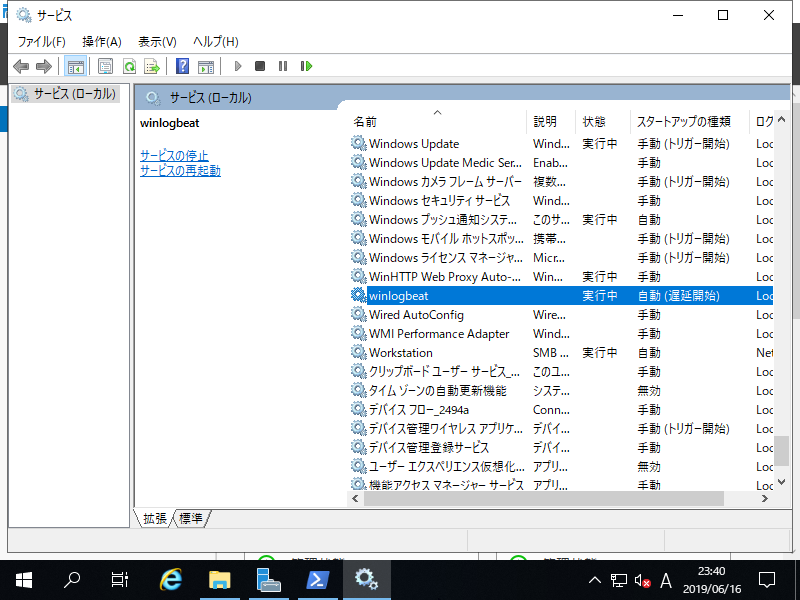 サービス
ファイル(F) 操作(A) 表示(V) ヘルプ(H)
サービス (ローカル)
サービス (ローカル)
winlogbeat
サービスの停止
サービスの再起動
名前 説明 状態 スタートアップの種類 ログ
Windows Update Wind... 実行中 手動 (トリガー開始) Loc
Windows Update Medic Ser... Enab... 手動 Loc
Windows カメラ フレーム サーバー 複数... 手動 (トリガー開始) Loc
Windows セキュリティ サービス Wind... 手動 Loc
Windows プッシュ通知システ... このサ... 実行中 自動 Loc
Windows モバイル ホットスポッ... 携帯... 手動 (トリガー開始) Loc
Windows ライセンス マネージャ... Micr... 手動 (トリガー開始) Loc
WinHTTP Web Proxy Auto-... Win... 実行中 手動 Loc
winlogbeat 実行中 自動 (遅延開始) Loc
Wired AutoConfig Wire... 手動 Loc
WMI Performance Adapter Wind... 手動 Loc
Workstation SMB ... 実行中 自動 Net
クリップボード ユーザー サービス_... このユ... 手動 Loc
タイム ゾーンの自動更新機能 システ... 無効 Loc
デバイス フロー_2494a Conn... 手動 Loc
デバイス管理ワイヤレス アプリケ... デバイ... 手動 (トリガー開始) Loc
デバイス管理登録サービス デバイ... 手動 Loc
ユーザー エクスペリエンス仮想化... アプリ... 無効 Loc
機能アクセス マネージャー サービス アプリ... 手動 Loc
拡張 標準
A
23:40
2019/06/16